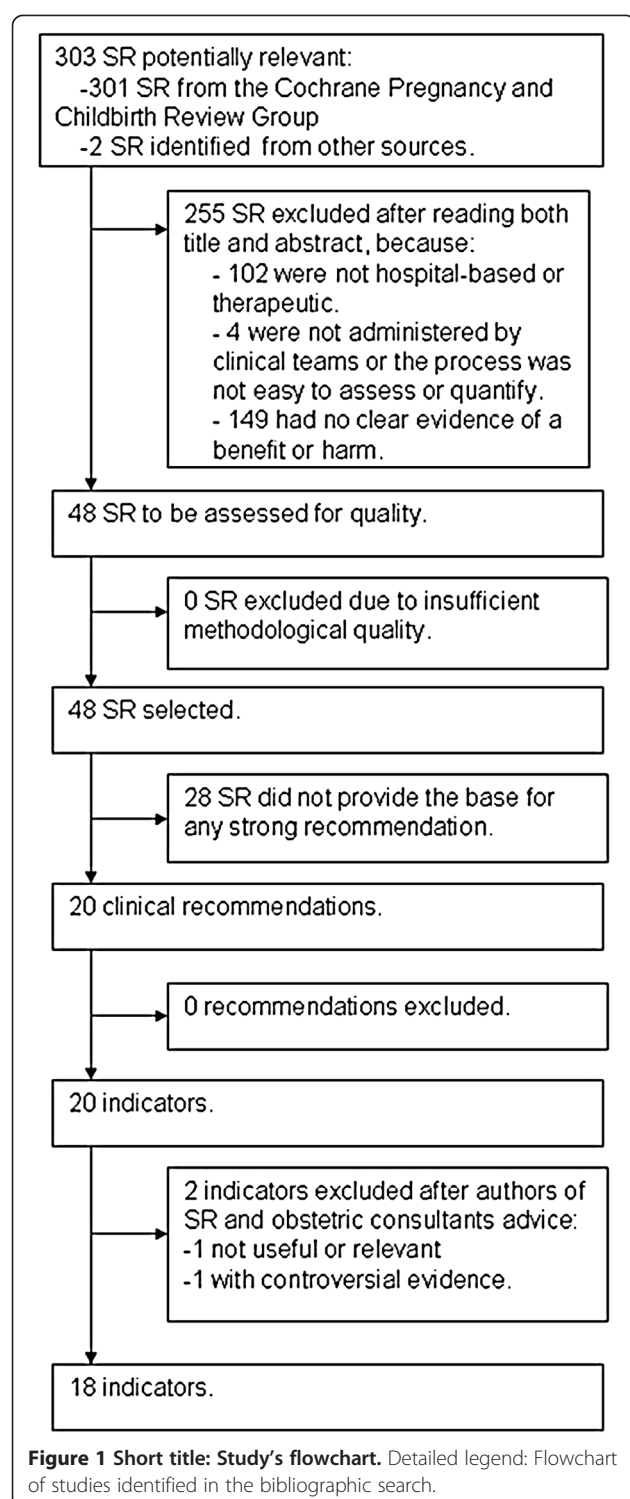 303 SR potentially relevant:
-301 SR from the Cochrane Pregnancy and
Childbirth Review Group
-2 SR identified from other sources.
255 SR excluded after reading both
title and abstract, because:
- 102 were not hospital-based or
therapeutic.
- 4 were not administered by
clinical teams or the process was
not easy to assess or quantify.
- 149 had no clear evidence of a
benefit or harm.
48 SR to be assessed for quality.
0 SR excluded due to insufficient
methodological quality.
48 SR selected.
28 SR did not provide the base for
any strong recommendation.
20 clinical recommendations.
0 recommendations excluded.
20 indicators.
2 indicators excluded after authors of
SR and obstetric consultants advice:
-1 not useful or relevant
-1 with controversial evidence.
18 indicators.
Figure 1 Short title: Study's flowchart. Detailed legend: Flowchart
of studies identified in the bibliographic search.